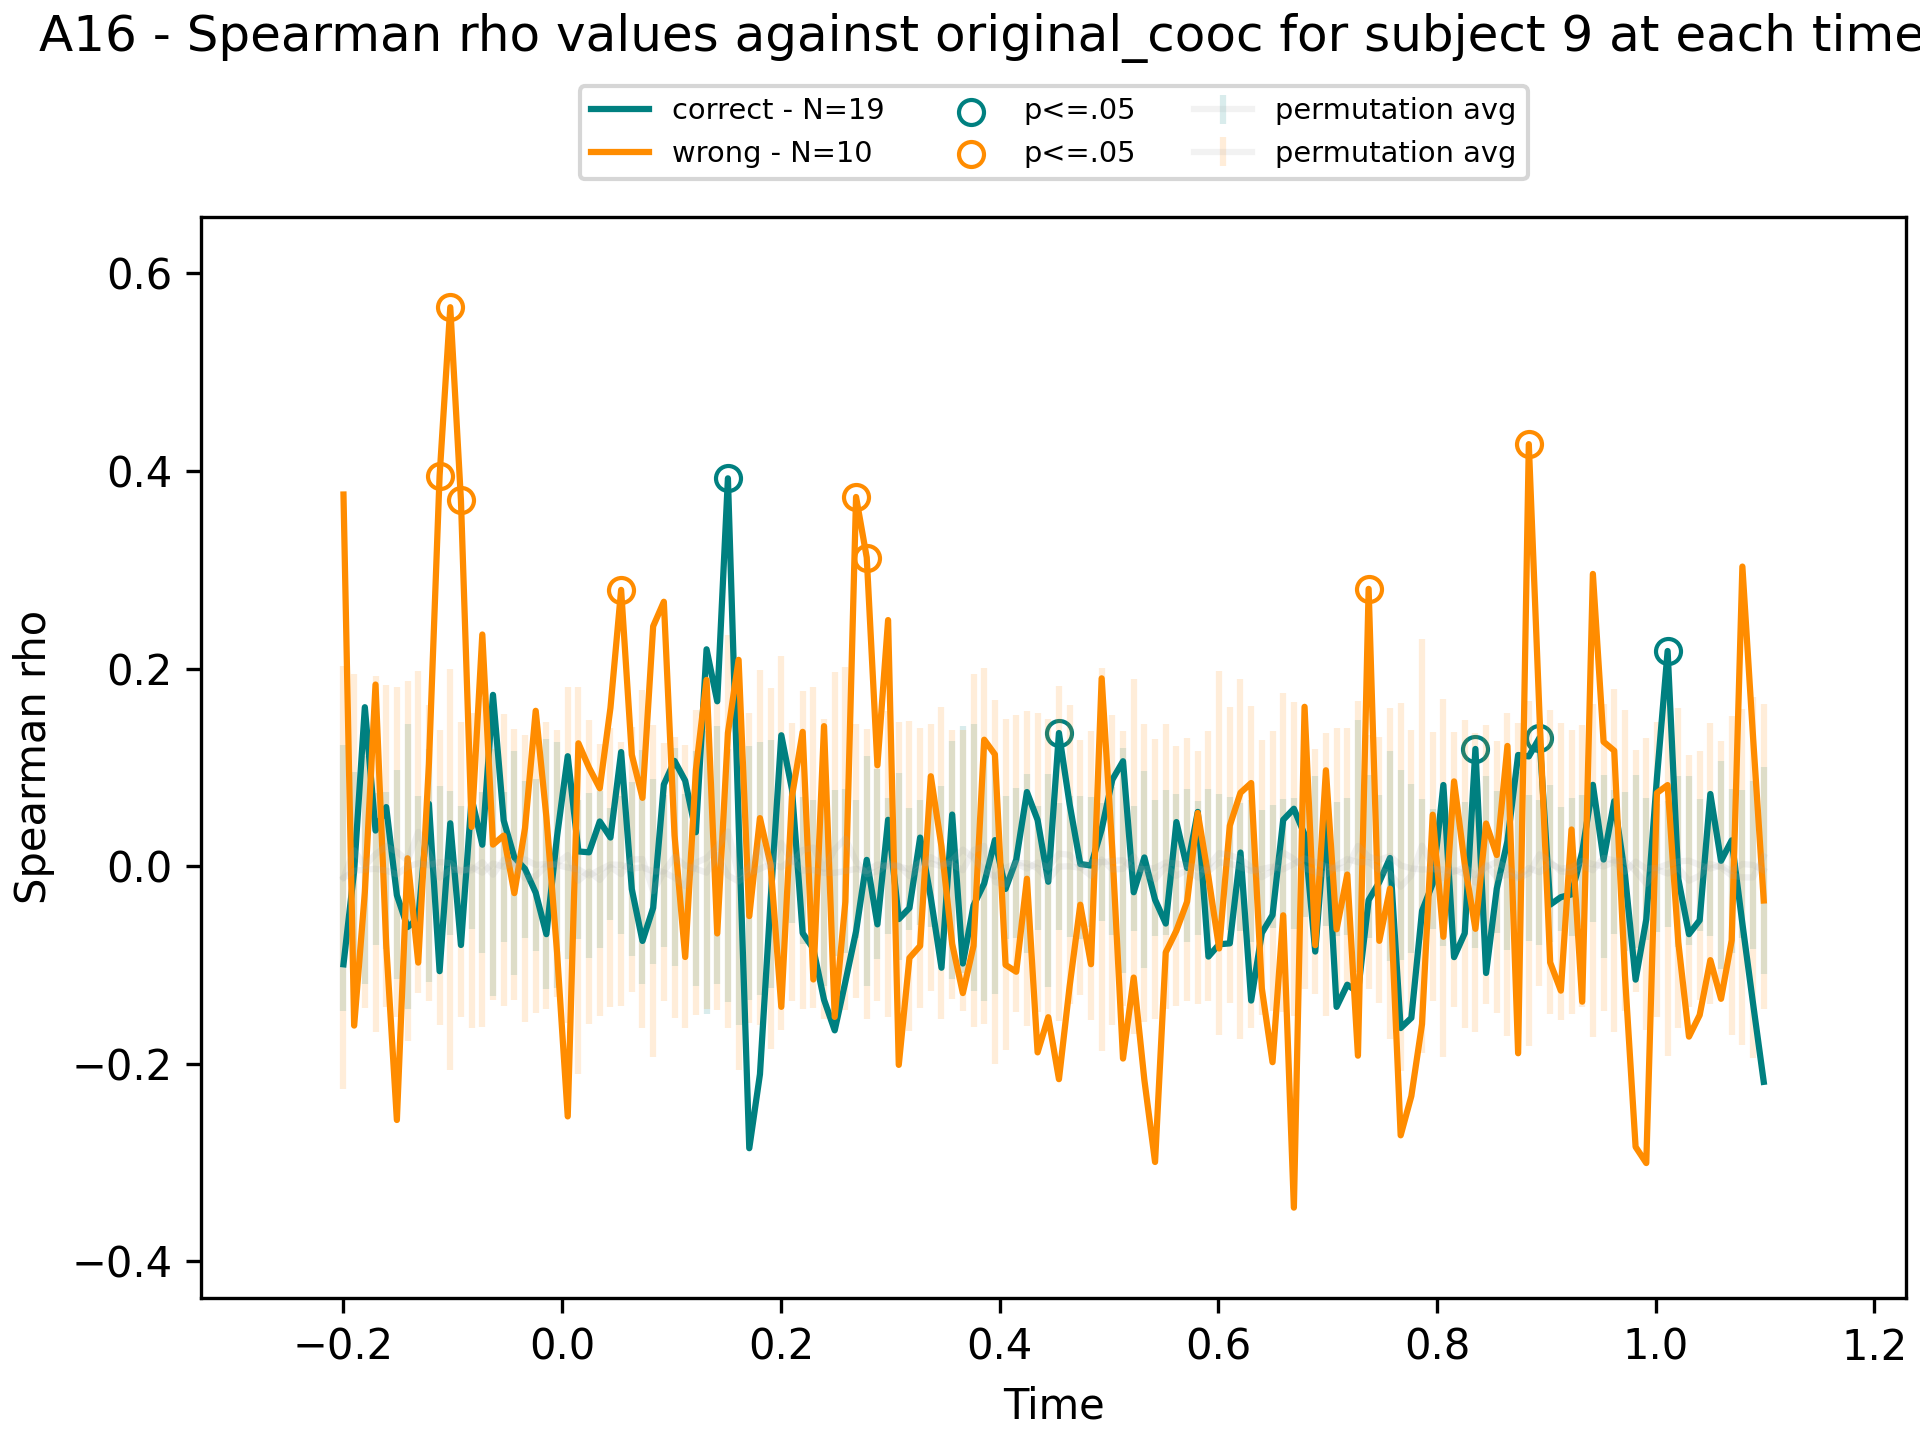 A16 - Spearman rho values against original_cooc for subject 9 at each time
correct - N=19
wrong - N=10
p<=.05
p<=.05
permutation avg
permutation avg
Spearman rho
0.6
0.4
0.2
0.0
−0.2
−0.4
−0.2
0.0
0.2
0.4
0.6
0.8
1.0
1.2
Time